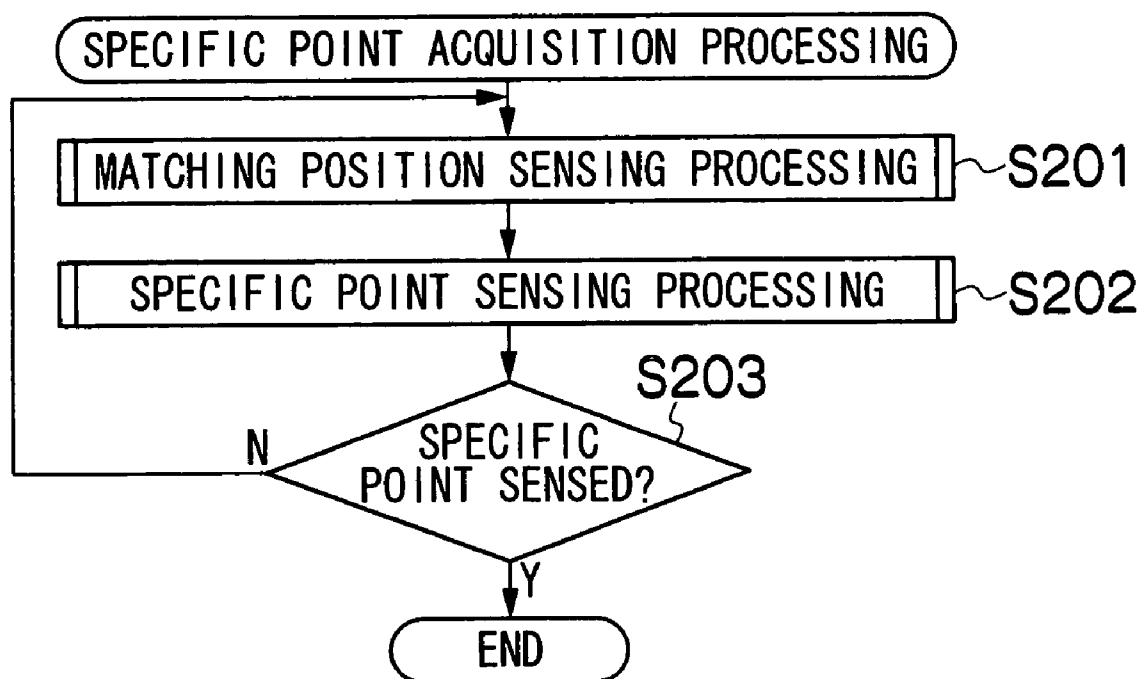 SPECIFIC POINT ACQUISITION PROCESSING
MATCHING POSITION SENSING PROCESSING
S201
SPECIFIC POINT SENSING PROCESSING
S202
S203
SPECIFIC
POINT SENSED?
N
Y
END